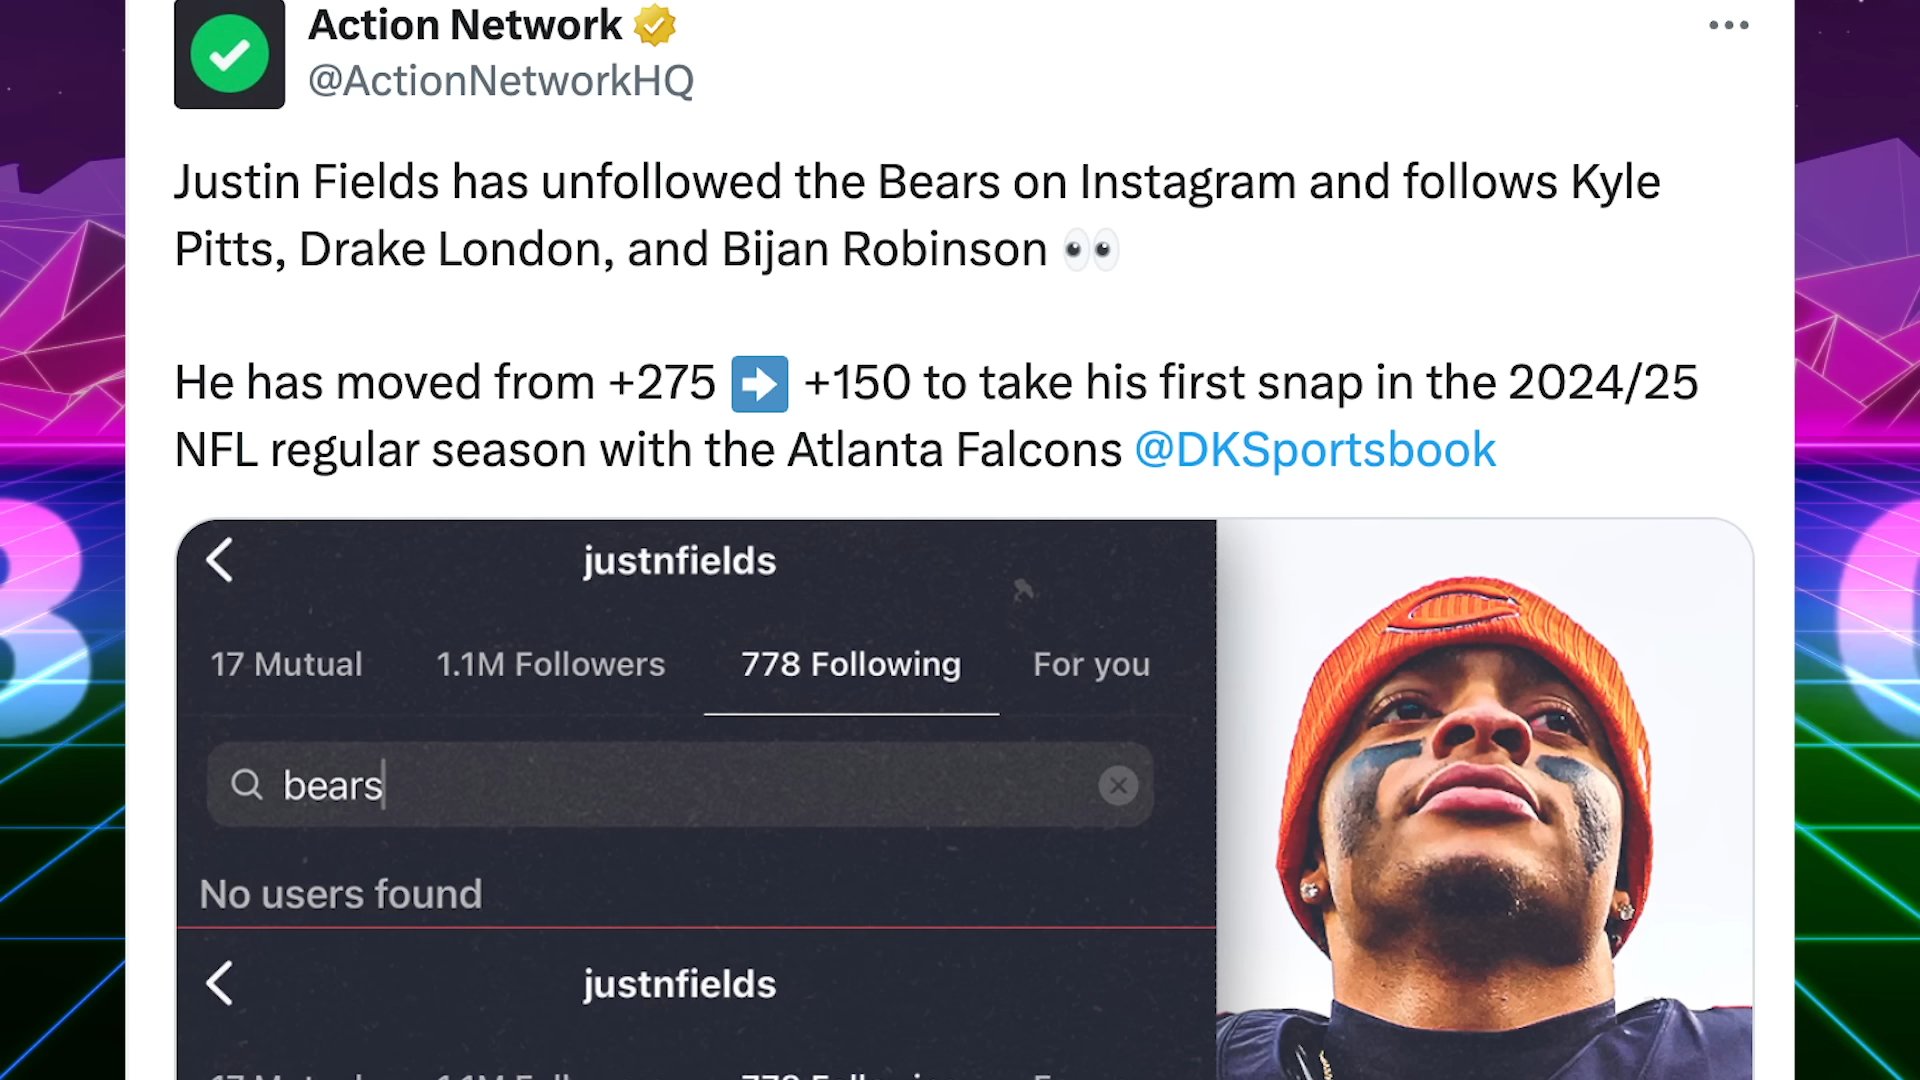 Action Network
@ActionNetworkHQ
Justin Fields has unfollowed the Bears on Instagram and follows Kyle
Pitts, Drake London, and Bijan Robinson 👀
He has moved from +275 ➡️ +150 to take his first snap in the 2024/25
NFL regular season with the Atlanta Falcons @DKSportsbook
justnfields
17 Mutual 1.1M Followers 778 Following For you
bears
No users found
justnfields